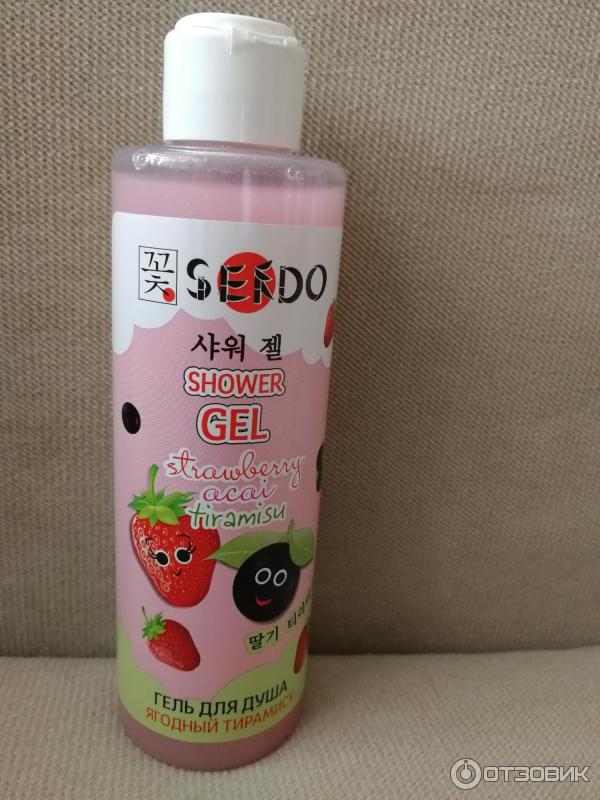 꽃 SENDO
샤워 젤
SHOWER
GEL
strawberry
acai
tiramisu
딸기
ГЕЛЬ ДЛЯ ДУША
ЯГОДНЫЙ ТИРАМИСУ
ОТЗОВИК